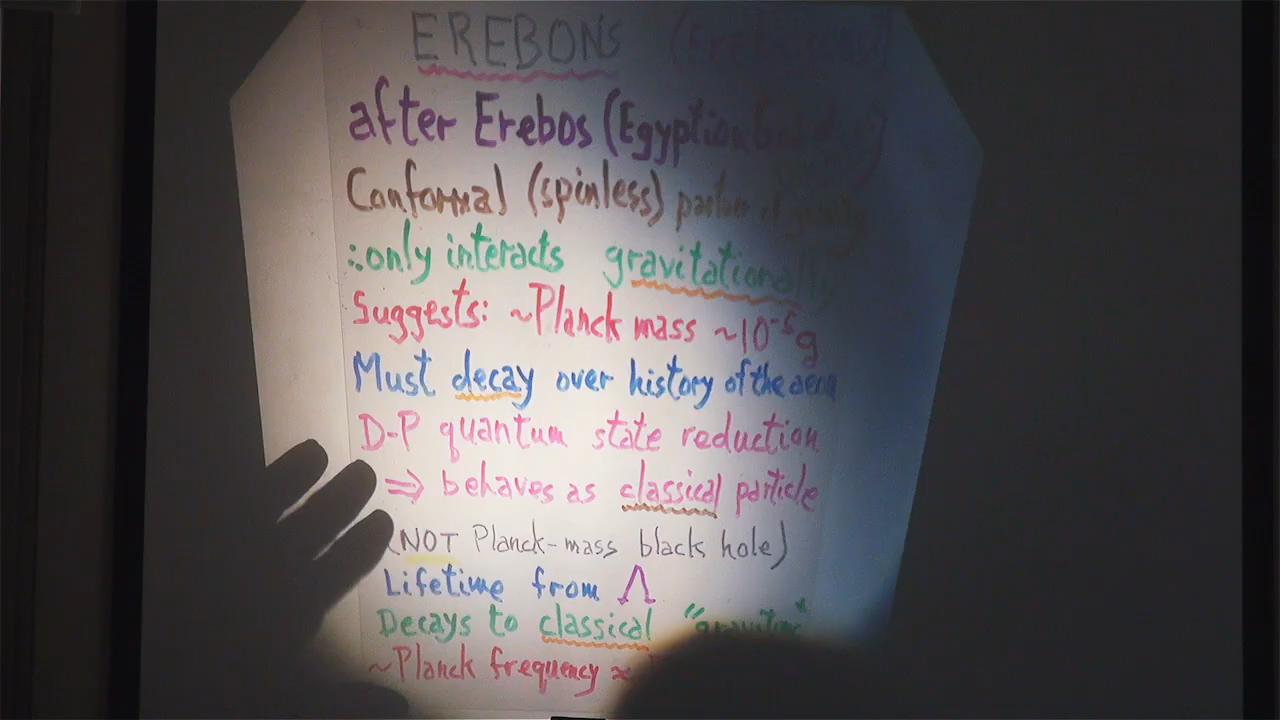 EREBONS
after Erebos (Egyptian
Conformal (spinless) partner of
∴only interacts gravitationally
Suggests: ~Planck mass ~10⁻⁵g
Must decay over history of the aeon
D-P quantum state reduction
⇒ behaves as classical particle
(NOT Planck-mass black hole)
Lifetime from Λ
Decays to classical
~Planck frequency ≈